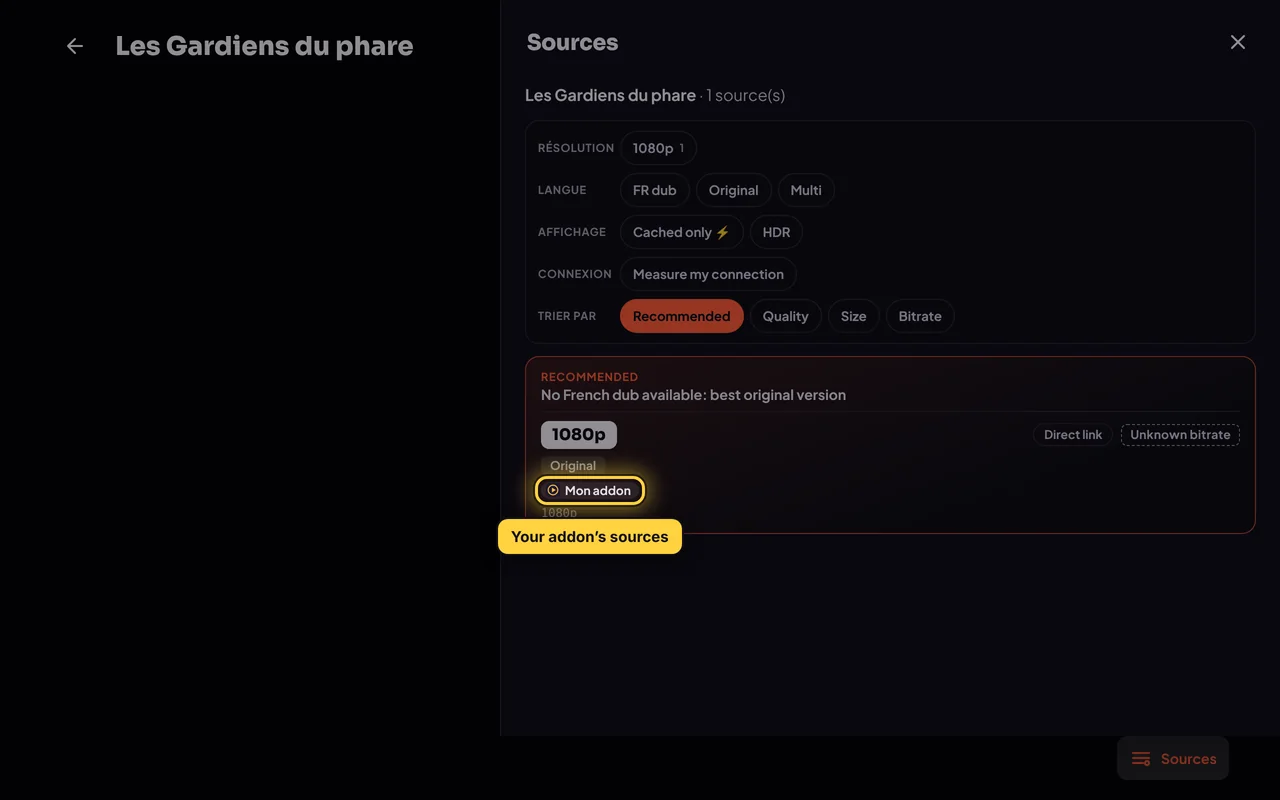 Les Gardiens du phare
Sources
Les Gardiens du phare · 1 source(s)
RÉSOLUTION 1080p 1
LANGUE FR dub Original Multi
AFFICHAGE Cached only ⚡ HDR
CONNEXION Measure my connection
TRIER PAR Recommended Quality Size Bitrate
RECOMMENDED
No French dub available: best original version
1080p Direct link Unknown bitrate
Original
Mon addon
1080p
Your addon’s sources
Sources